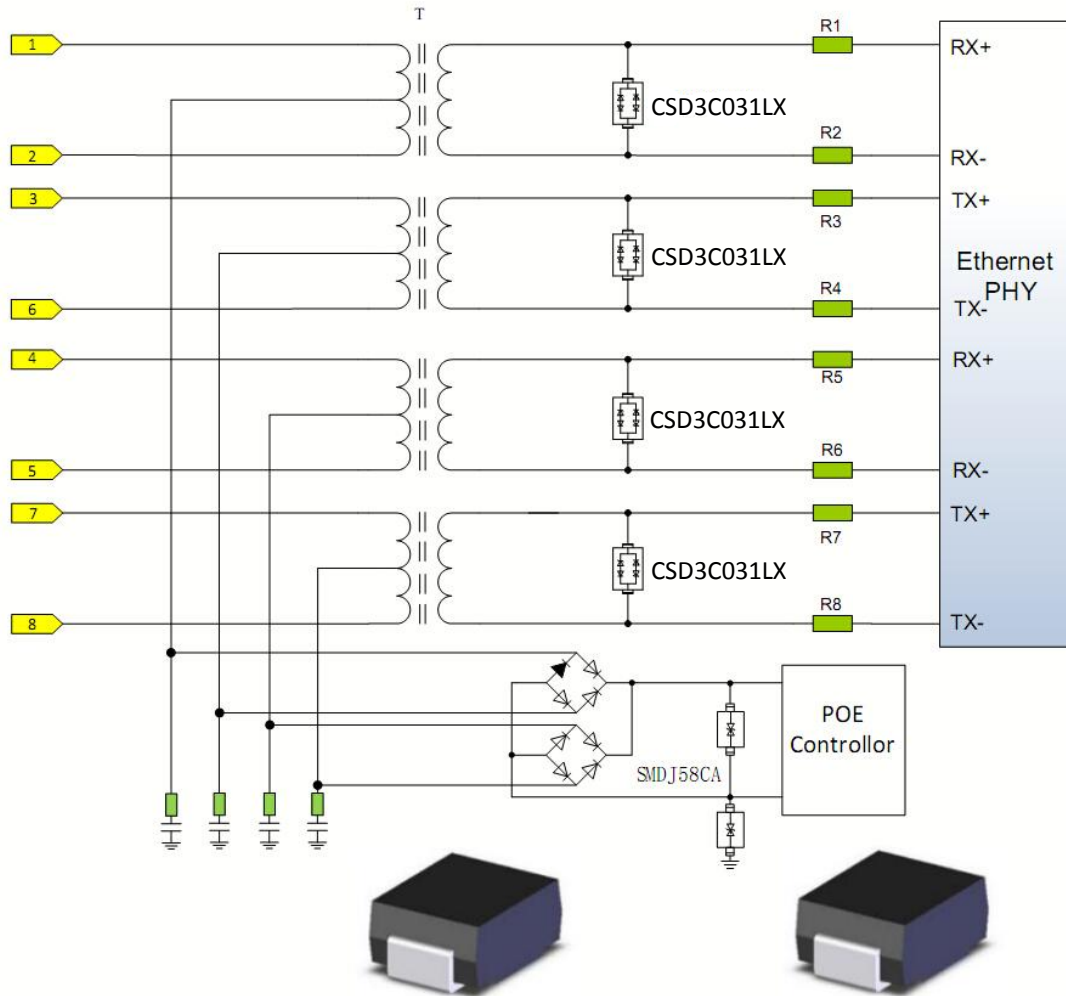 T
1
R1
RX+
CSD3C031LX
R2
2
RX-
3
TX+
R3
CSD3C031LX
Ethernet
PHY
R4
6
TX-
4
RX+
R5
CSD3C031LX
R6
5
RX-
7
TX+
R7
CSD3C031LX
R8
8
TX-
POE
Controllor
SMDJ58CA